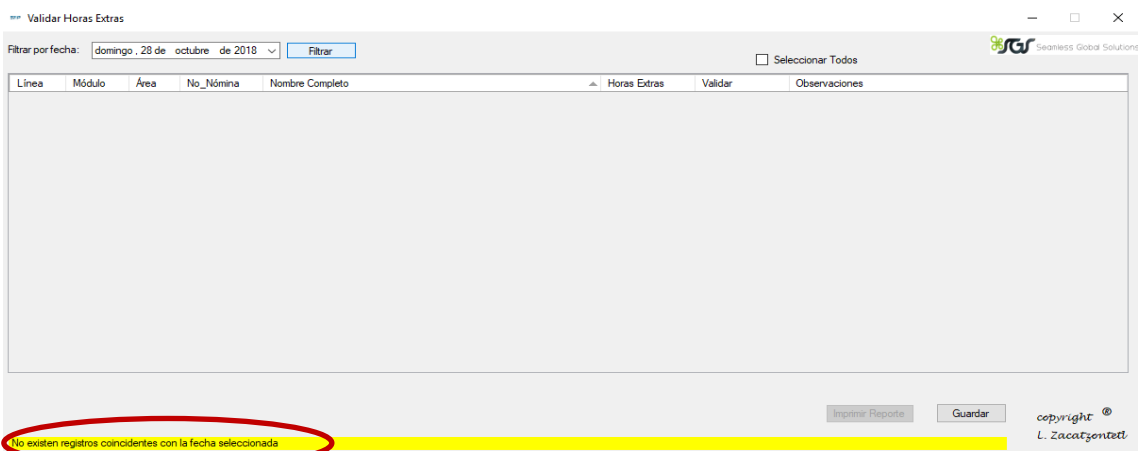 Validar Horas Extras
Filtrar por fecha: domingo , 28 de octubre de 2018 Filtrar
SGS Seamless Global Solutions
Seleccionar Todos
Línea Módulo Área No_Nómina Nombre Completo Horas Extras Validar Observaciones
Imprimir Reporte Guardar
copyright ®
L. Zacatzontetl
No existen registros coincidentes con la fecha seleccionada